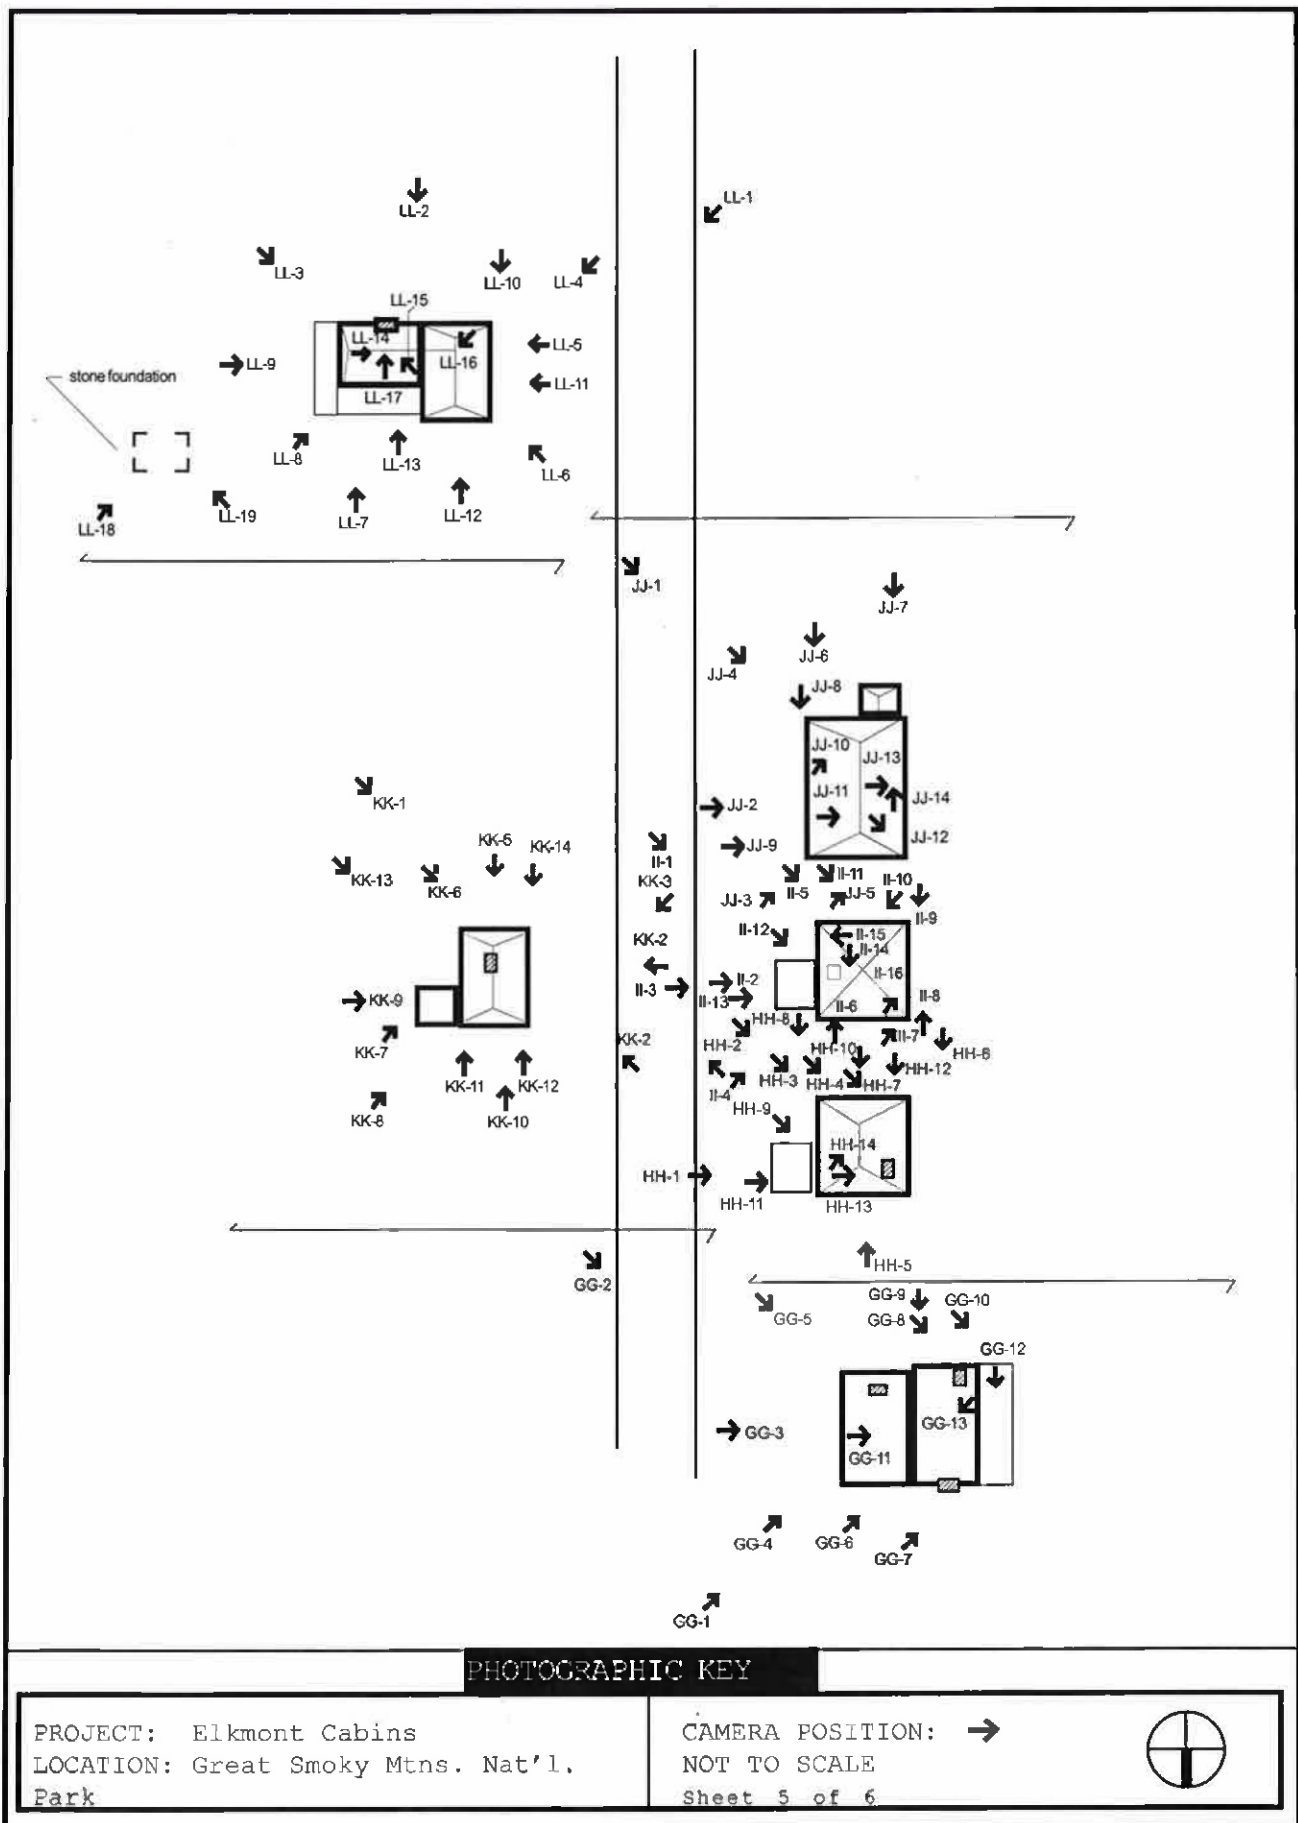 LL-1
LL-2
LL-3
LL-10
LL-4
LL-15
LL-14
LL-5
LL-16
LL-9
stone foundation
LL-11
LL-17
LL-8
LL-13
LL-6
LL-19
LL-7
LL-12
LL-18
JJ-1
JJ-7
JJ-6
JJ-4
JJ-8
JJ-10
JJ-13
JJ-11
JJ-14
KK-1
JJ-2
JJ-12
KK-5
KK-14
JJ-9
II-1
KK-13
KK-6
KK-3
II-5
II-11
II-10
JJ-3
JJ-5
II-9
II-12
II-15
KK-2
II-14
II-16
II-2
II-3
KK-9
II-13
II-6
II-8
HH-8
KK-7
KK-2
HH-2
HH-10
II-7
HH-6
HH-12
KK-11
KK-12
HH-3
HH-4
HH-7
II-4
KK-8
KK-10
HH-9
HH-14
HH-1
HH-11
HH-13
HH-5
GG-2
GG-9
GG-10
GG-5
GG-8
GG-12
GG-3
GG-13
GG-11
GG-4
GG-6
GG-7
GG-1
PHOTOGRAPHIC KEY
PROJECT: Elkmont Cabins
LOCATION: Great Smoky Mtns. Nat'l.
Park
CAMERA POSITION: →
NOT TO SCALE
Sheet 5 of 6